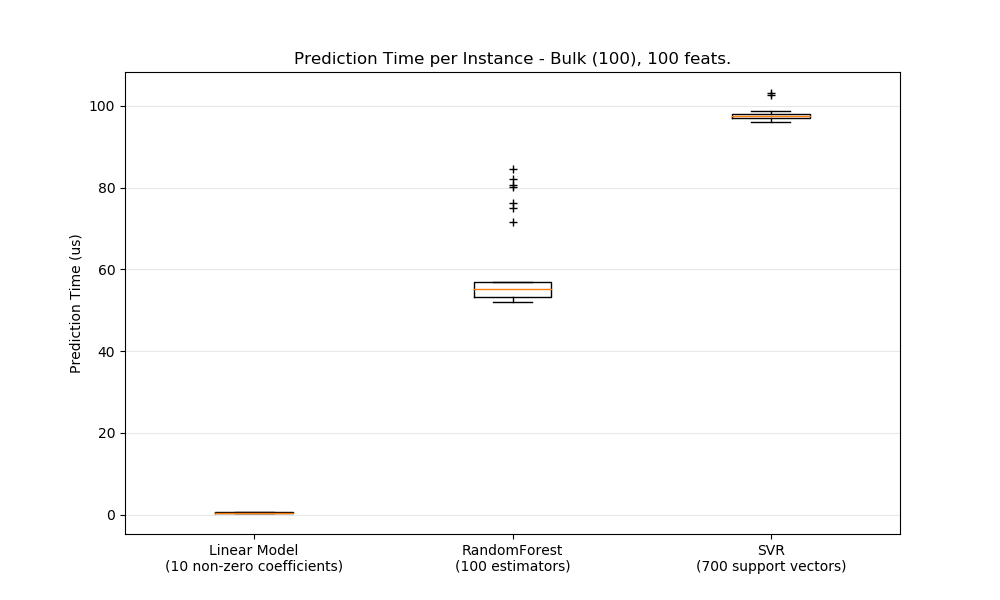 Prediction Time per Instance - Bulk (100), 100 feats.
Prediction Time (us)
100
80
60
40
20
0
Linear Model
(10 non-zero coefficients)
RandomForest
(100 estimators)
SVR
(700 support vectors)